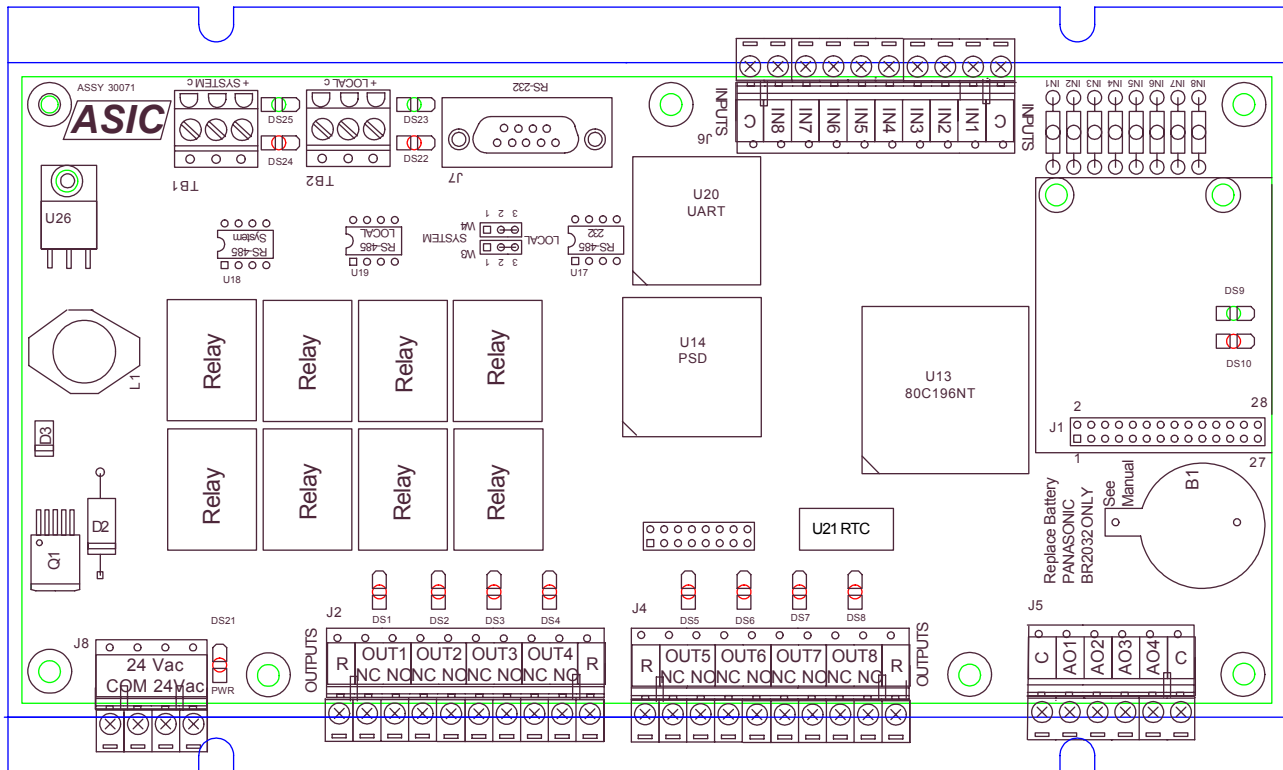 ASSY 30071
ASIC
+ SYSTEM c
DS25
DS24
TB1
+ LOCAL c
DS23
DS22
TB2
RS-232
J7
INPUTS
J6
C
IN8
IN7
IN6
IN5
IN4
IN3
IN2
IN1
C
INPUTS
IN1
IN2
IN3
IN4
IN5
IN6
IN7
IN8
U26
RS-485
System
U18
RS-485
LOCAL
U19
W4
W3
1 2 3
1 2 3
SYSTEM
LOCAL
RS-485
232
U17
U20
UART
U14
PSD
U13
80C196NT
DS9
DS10
J1
2
28
1
27
L1
D3
D2
Q1
Relay
Relay
Relay
Relay
Relay
Relay
Relay
Relay
U21 RTC
Replace Battery
PANASONIC
BR2032 ONLY
See
Manual
B1
J8
24 Vac
COM 24Vac
DS21
PWR
DS1
DS2
DS3
DS4
J2
OUTPUTS
R
OUT1
NC NO
OUT2
NC NO
OUT3
NC NO
OUT4
NC NO
R
DS5
DS6
DS7
DS8
J4
R
OUT5
NC NO
OUT6
NC NO
OUT7
NC NO
OUT8
NC NO
R
OUTPUTS
J5
C
AO1
AO2
AO3
AO4
C